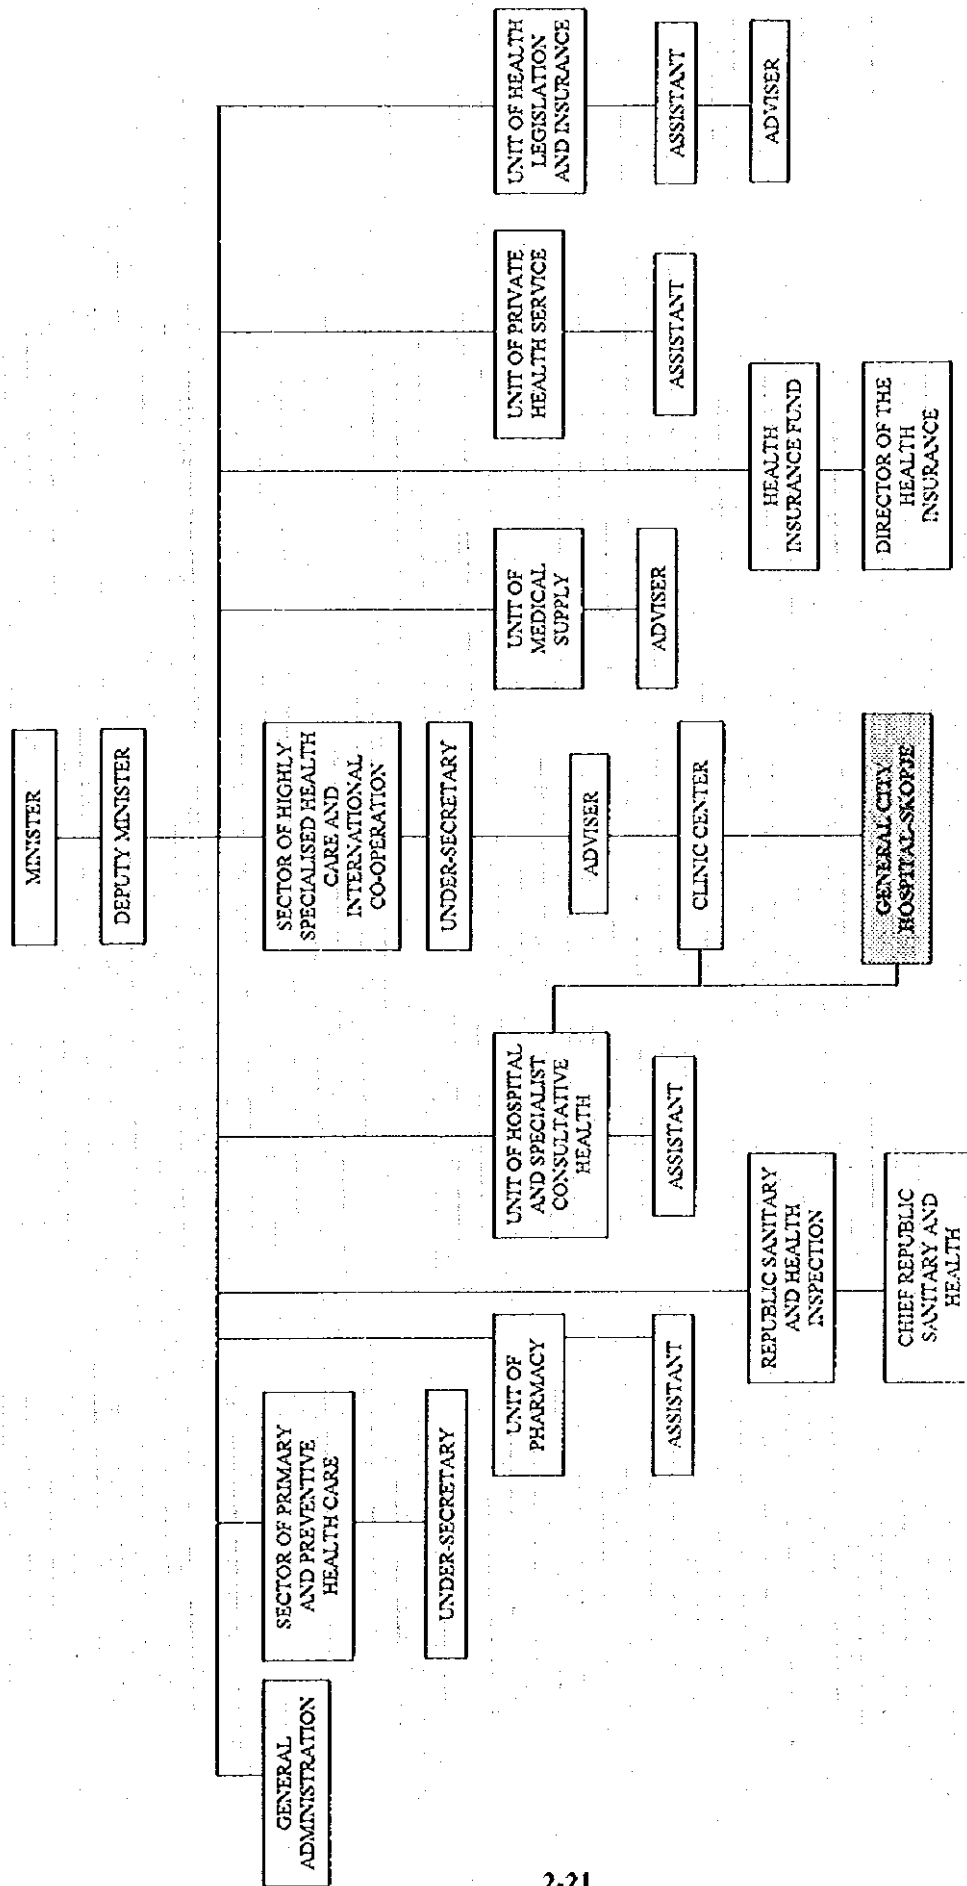 MINISTER
DEPUTY MINISTER
GENERAL
ADMINISTRATION
SECTOR OF PRIMARY
AND PREVENTIVE
HEALTH CARE
UNDER-SECRETARY
SECTOR OF HIGHLY
SPECIALISED HEALTH
CARE AND
INTERNATIONAL
CO-OPERATION
UNDER-SECRETARY
ADVISER
CLINIC CENTER
GENERAL CITY
HOSPITAL-SKOPJE
UNIT OF
PHARMACY
ASSISTANT
REPUBLIC SANITARY
AND HEALTH
INSPECTION
CHIEF REPUBLIC
SANITARY AND
HEALTH
UNIT OF HOSPITAL
AND SPECIALIST
CONSULTATIVE
HEALTH
ASSISTANT
UNIT OF
MEDICAL
SUPPLY
ADVISER
HEALTH
INSURANCE FUND
DIRECTOR OF THE
HEALTH
INSURANCE
UNIT OF PRIVATE
HEALTH SERVICE
ASSISTANT
UNIT OF HEALTH
LEGISLATION
AND INSURANCE
ASSISTANT
ADVISER
2-21